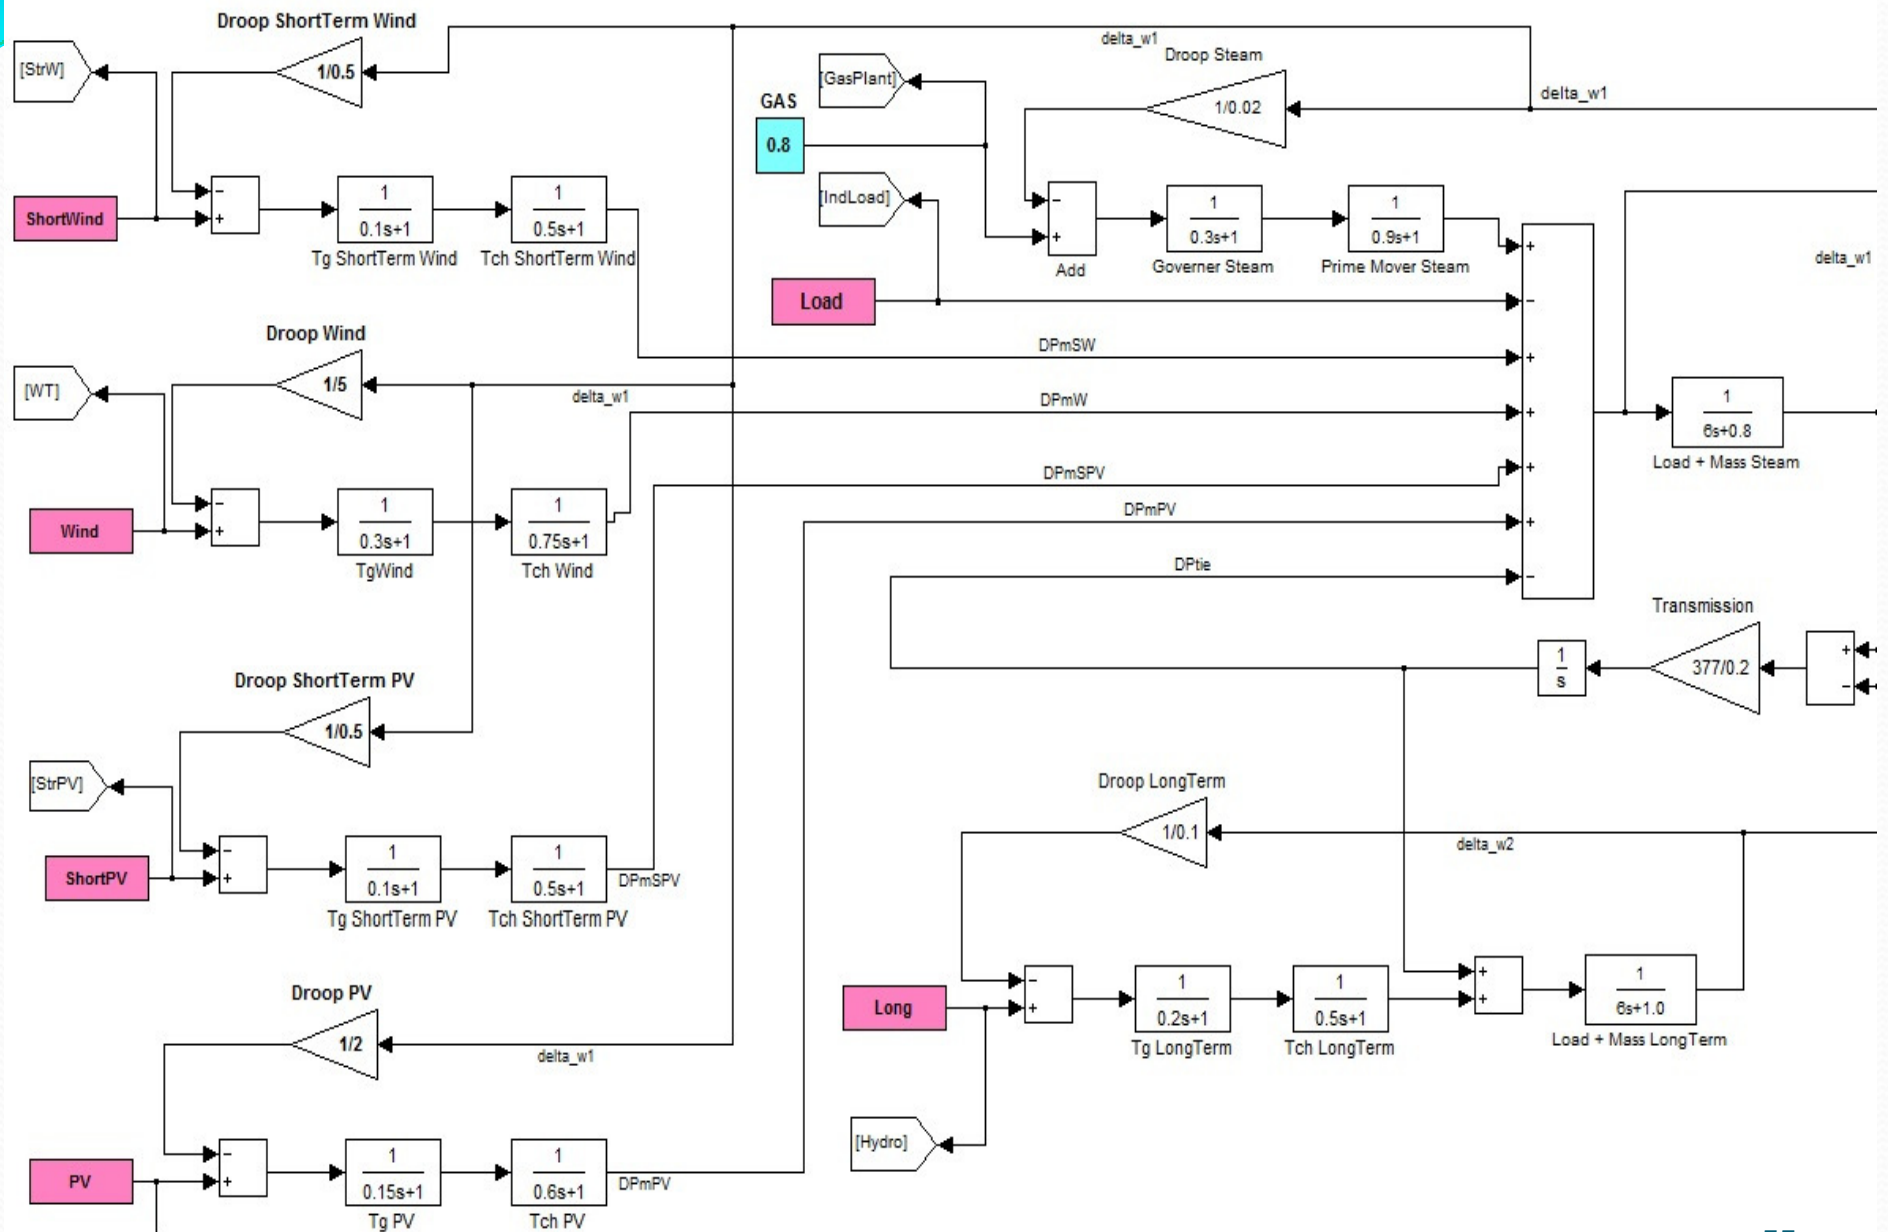 Droop ShortTerm Wind
[StrW]
1/0.5
ShortWind
−
+
1
0.1s+1
Tg ShortTerm Wind
1
0.5s+1
Tch ShortTerm Wind
Droop Wind
[WT]
1/5
delta_w1
Wind
−
+
1
0.3s+1
TgWind
1
0.75s+1
Tch Wind
Droop ShortTerm PV
1/0.5
[StrPV]
ShortPV
−
+
1
0.1s+1
Tg ShortTerm PV
1
0.5s+1
Tch ShortTerm PV
DPmSPV
Droop PV
1/2
delta_w1
PV
−
+
1
0.15s+1
Tg PV
1
0.6s+1
Tch PV
DPmPV
delta_w1
Droop Steam
1/0.02
delta_w1
[GasPlant]
GAS
0.8
[IndLoad]
−
+
Add
1
0.3s+1
Governer Steam
1
0.9s+1
Prime Mover Steam
Load
+
−
+
+
+
+
−
DPmSW
DPmW
DPmSPV
DPmPV
DPtie
delta_w1
1
6s+0.8
Load + Mass Steam
Transmission
377/0.2
+
−
1
s
Droop LongTerm
1/0.1
delta_w2
Long
−
+
1
0.2s+1
Tg LongTerm
1
0.5s+1
Tch LongTerm
+
+
1
6s+1.0
Load + Mass LongTerm
[Hydro]